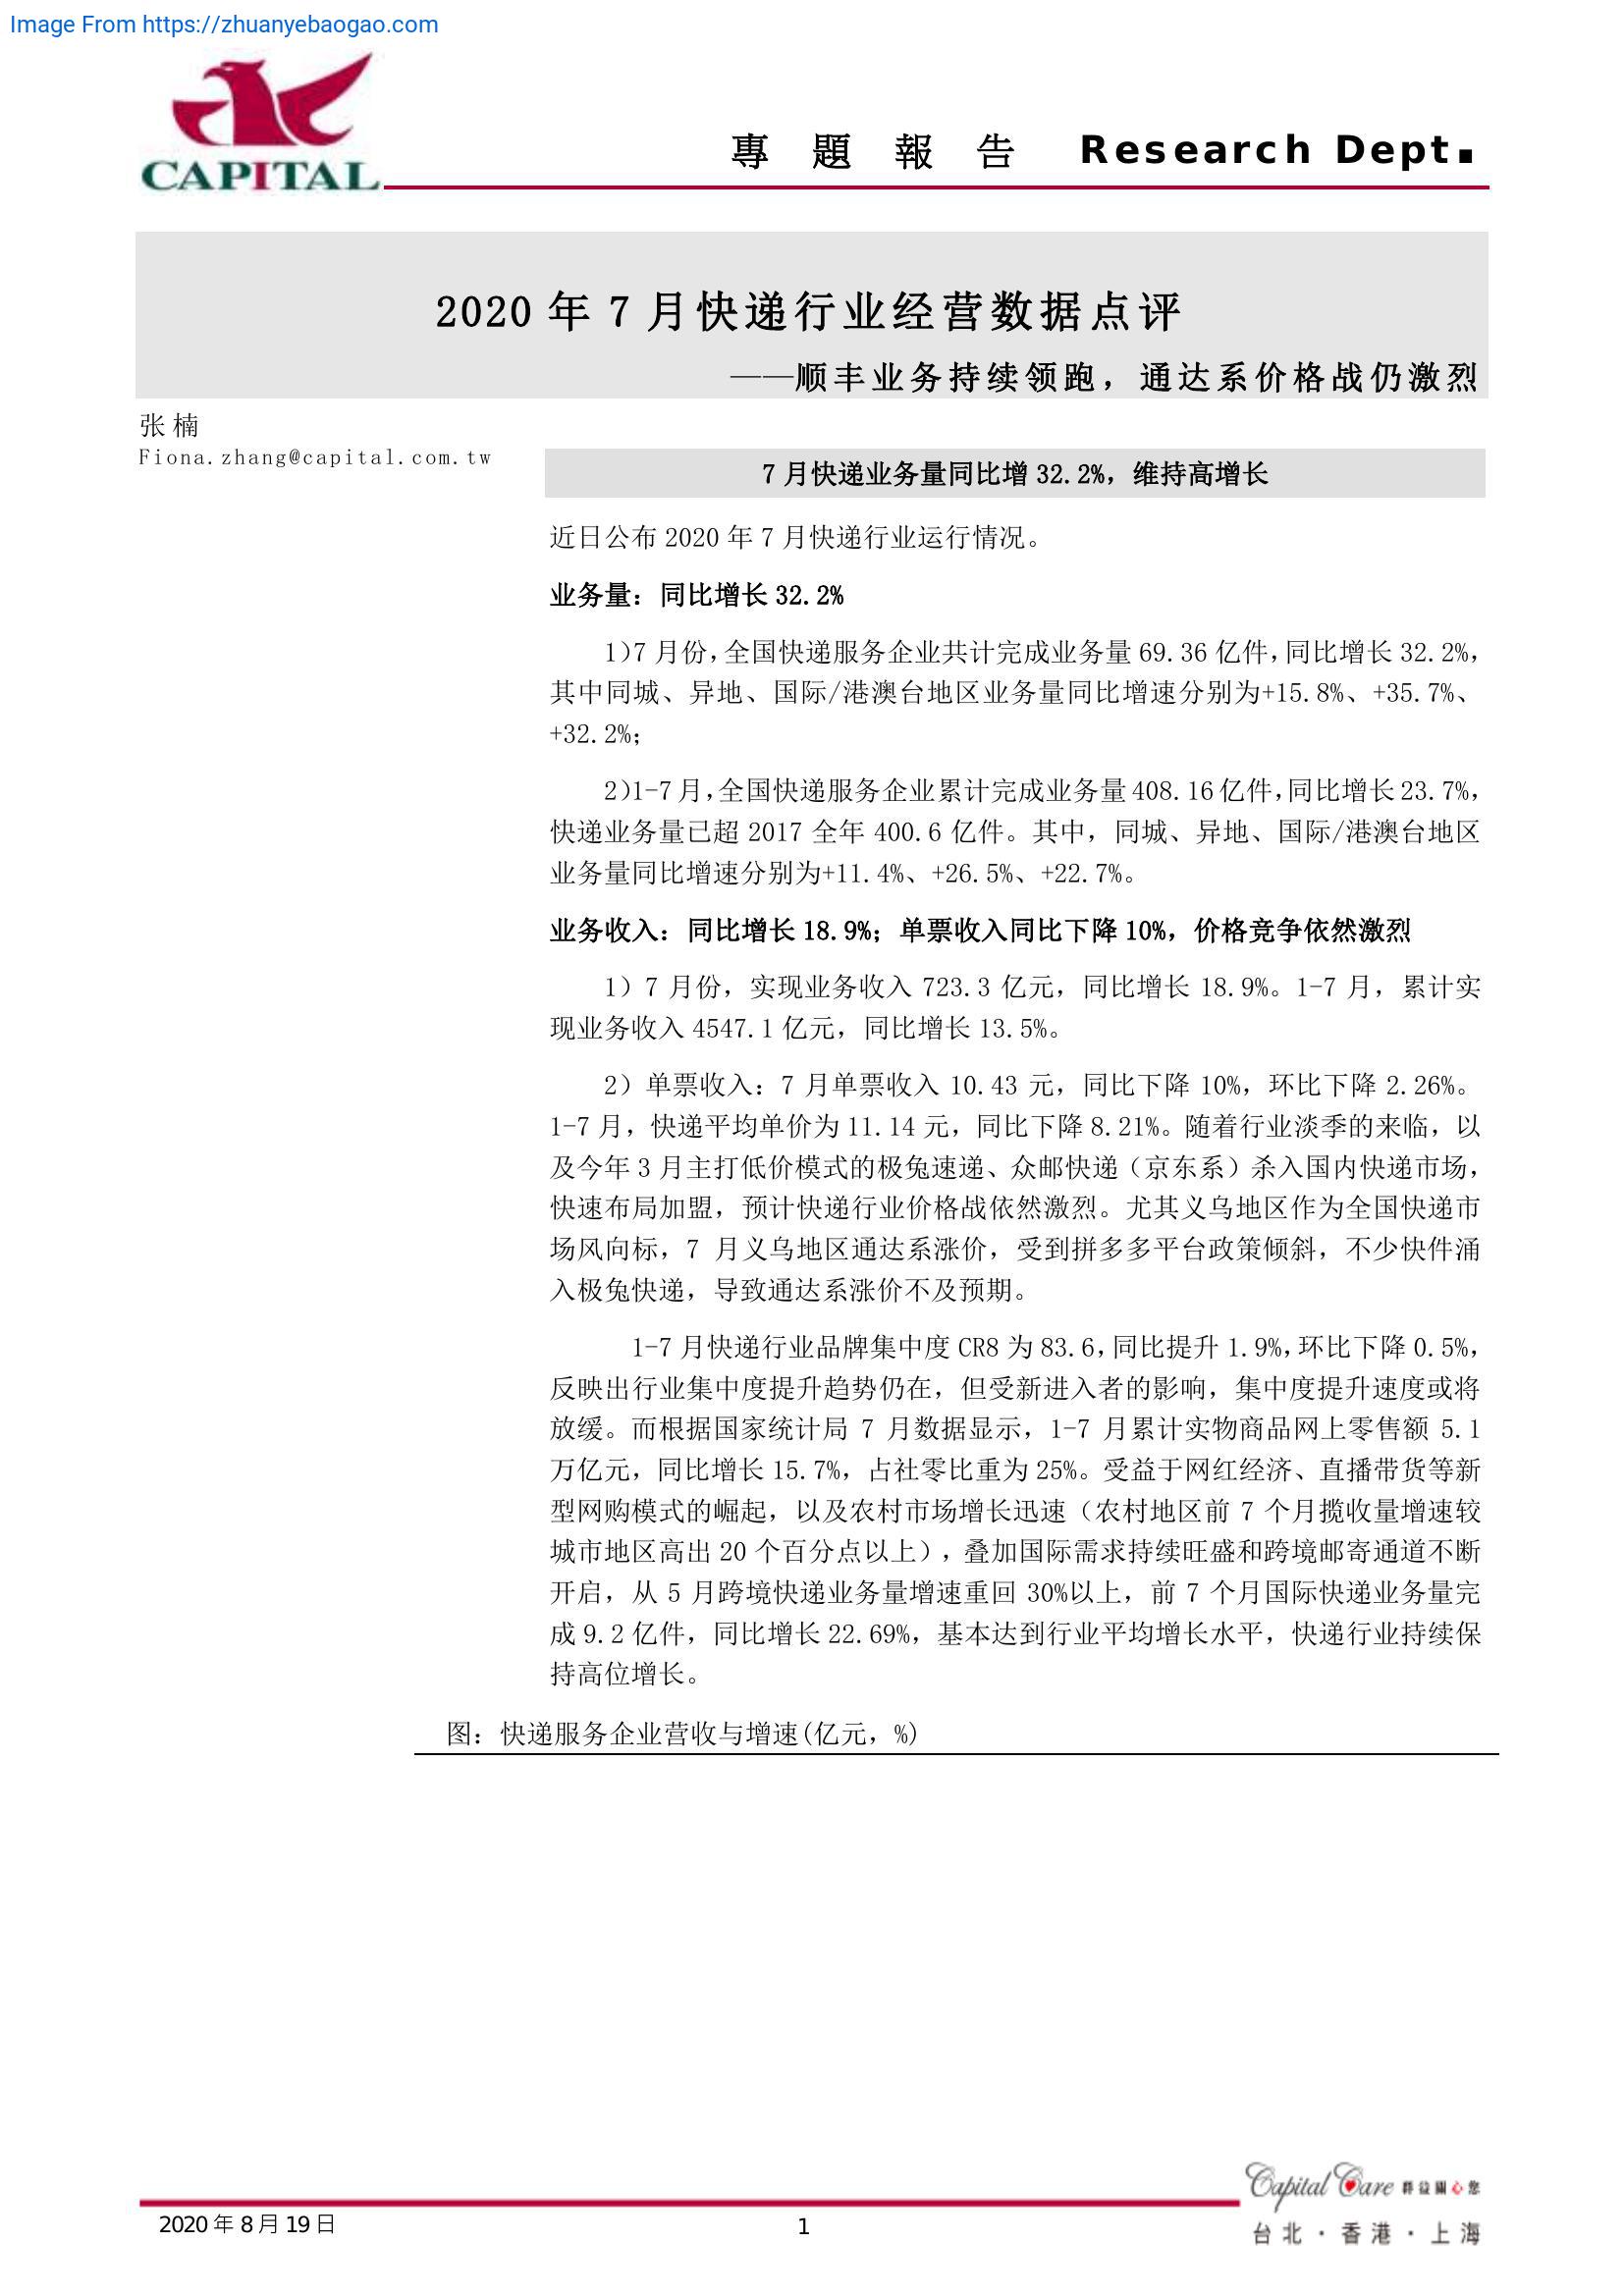 Image From https://zhuanyebaogao.com
CAPITAL
專 題 報 告 Research Dept.
2020 年 7 月快递行业经营数据点评
——顺丰业务持续领跑，通达系价格战仍激烈
张 楠
Fiona.zhang@capital.com.tw
7 月快递业务量同比增 32.2%，维持高增长
近日公布 2020 年 7 月快递行业运行情况。
业务量：同比增长 32.2%
1)7 月份，全国快递服务企业共计完成业务量 69.36 亿件，同比增长 32.2%，
其中同城、异地、国际/港澳台地区业务量同比增速分别为+15.8%、+35.7%、
+32.2%；
2)1-7 月，全国快递服务企业累计完成业务量 408.16 亿件，同比增长 23.7%，
快递业务量已超 2017 全年 400.6 亿件。其中，同城、异地、国际/港澳台地区
业务量同比增速分别为+11.4%、+26.5%、+22.7%。
业务收入：同比增长 18.9%；单票收入同比下降 10%，价格竞争依然激烈
1）7 月份，实现业务收入 723.3 亿元，同比增长 18.9%。1-7 月，累计实
现业务收入 4547.1 亿元，同比增长 13.5%。
2）单票收入：7 月单票收入 10.43 元，同比下降 10%，环比下降 2.26%。
1-7 月，快递平均单价为 11.14 元，同比下降 8.21%。随着行业淡季的来临，以
及今年 3 月主打低价模式的极兔速递、众邮快递（京东系）杀入国内快递市场，
快速布局加盟，预计快递行业价格战依然激烈。尤其义乌地区作为全国快递市
场风向标，7 月义乌地区通达系涨价，受到拼多多平台政策倾斜，不少快件涌
入极兔快递，导致通达系涨价不及预期。
1-7 月快递行业品牌集中度 CR8 为 83.6，同比提升 1.9%，环比下降 0.5%，
反映出行业集中度提升趋势仍在，但受新进入者的影响，集中度提升速度或将
放缓。而根据国家统计局 7 月数据显示，1-7 月累计实物商品网上零售额 5.1
万亿元，同比增长 15.7%，占社零比重为 25%。受益于网红经济、直播带货等新
型网购模式的崛起，以及农村市场增长迅速（农村地区前 7 个月揽收量增速较
城市地区高出 20 个百分点以上），叠加国际需求持续旺盛和跨境邮寄通道不断
开启，从 5 月跨境快递业务量增速重回 30%以上，前 7 个月国际快递业务量完
成 9.2 亿件，同比增长 22.69%，基本达到行业平均增长水平，快递行业持续保
持高位增长。
图：快递服务企业营收与增速(亿元，%)
Capital Care 群益關心您
2020 年 8 月 19 日
1
台 北 · 香 港 · 上 海